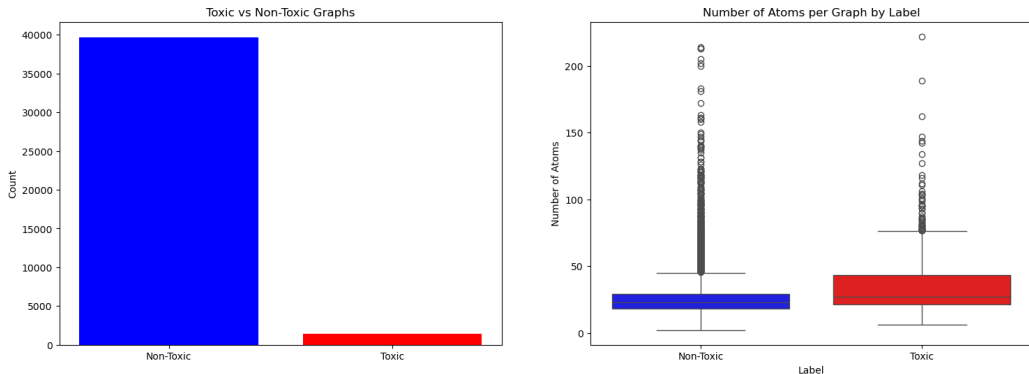 Toxic vs Non-Toxic Graphs
Count
40000
35000
30000
25000
20000
15000
10000
5000
0
Non-Toxic
Toxic
Number of Atoms per Graph by Label
Number of Atoms
200
150
100
50
0
Non-Toxic
Toxic
Label